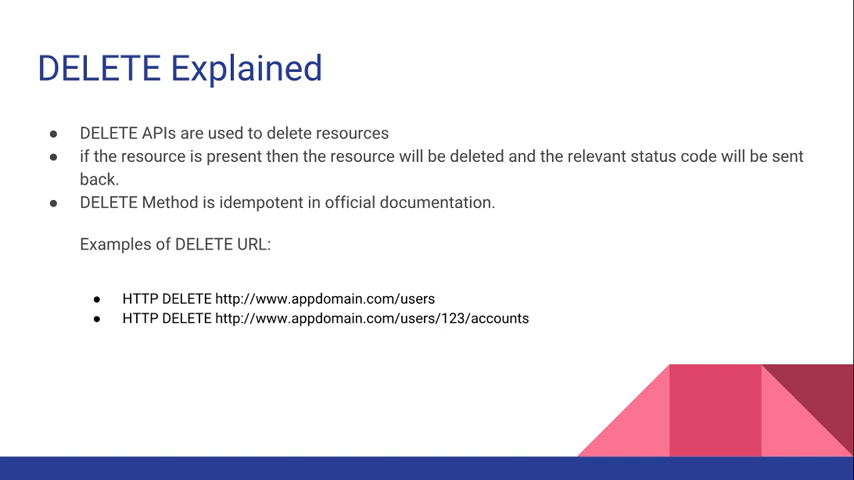 DELETE Explained
● DELETE APIs are used to delete resources
● if the resource is present then the resource will be deleted and the relevant status code will be sent
back.
● DELETE Method is idempotent in official documentation.
Examples of DELETE URL:
● HTTP DELETE http://www.appdomain.com/users
● HTTP DELETE http://www.appdomain.com/users/123/accounts